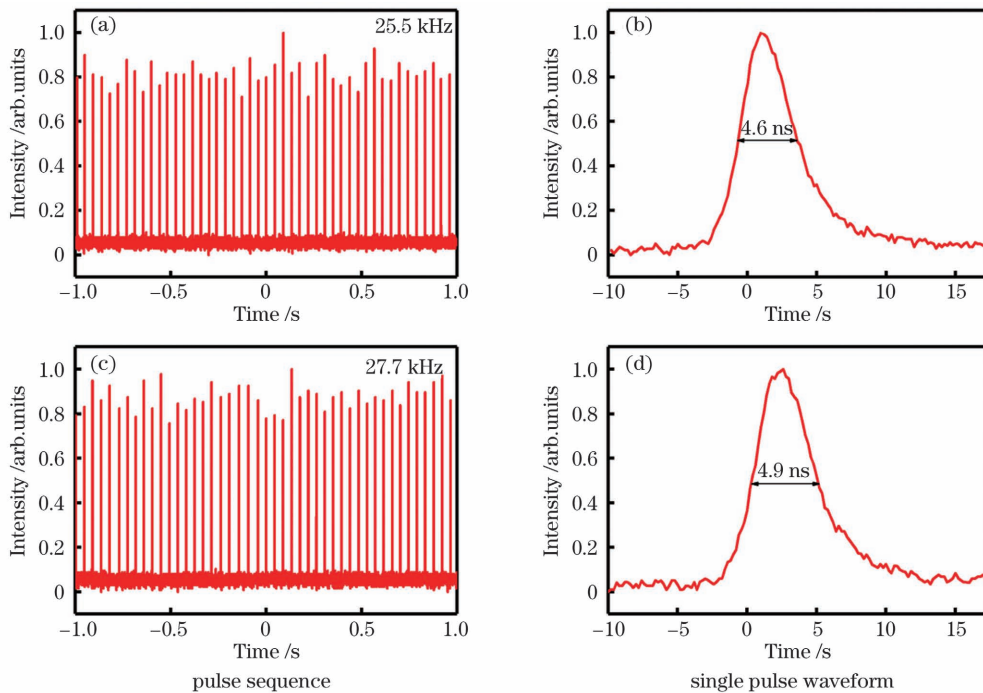 (a)
25.5 kHz
Intensity /arb.units
1.0
0.8
0.6
0.4
0.2
0
−1.0 −0.5 0 0.5 1.0
Time /s
(b)
4.6 ns
Intensity /arb.units
1.0
0.8
0.6
0.4
0.2
0
−10 −5 0 5 10 15
Time /s
(c)
27.7 kHz
Intensity /arb.units
1.0
0.8
0.6
0.4
0.2
0
−1.0 −0.5 0 0.5 1.0
Time /s
pulse sequence
(d)
4.9 ns
Intensity /arb.units
1.0
0.8
0.6
0.4
0.2
0
−10 −5 0 5 10 15
Time /s
single pulse waveform